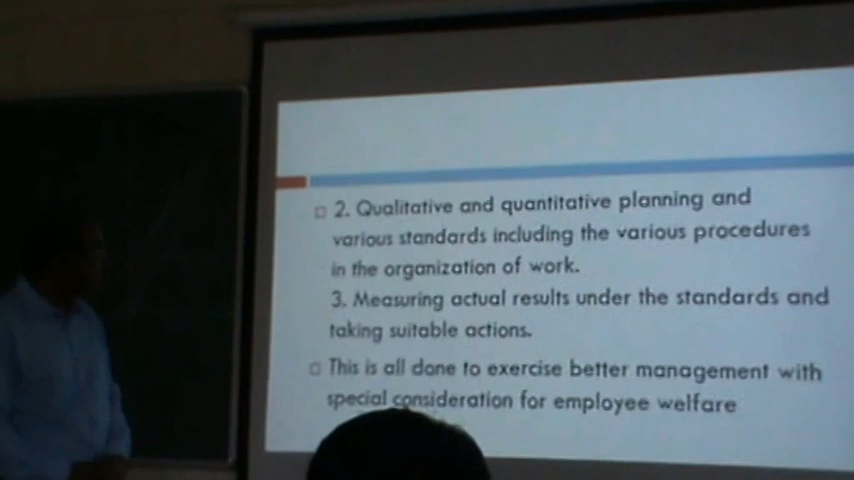 2. Qualitative and quantitative planning and
various standards including the various procedures
in the organization of work.
3. Measuring actual results under the standards and
taking suitable actions.
This is all done to exercise better management with
special consideration for employee welfare